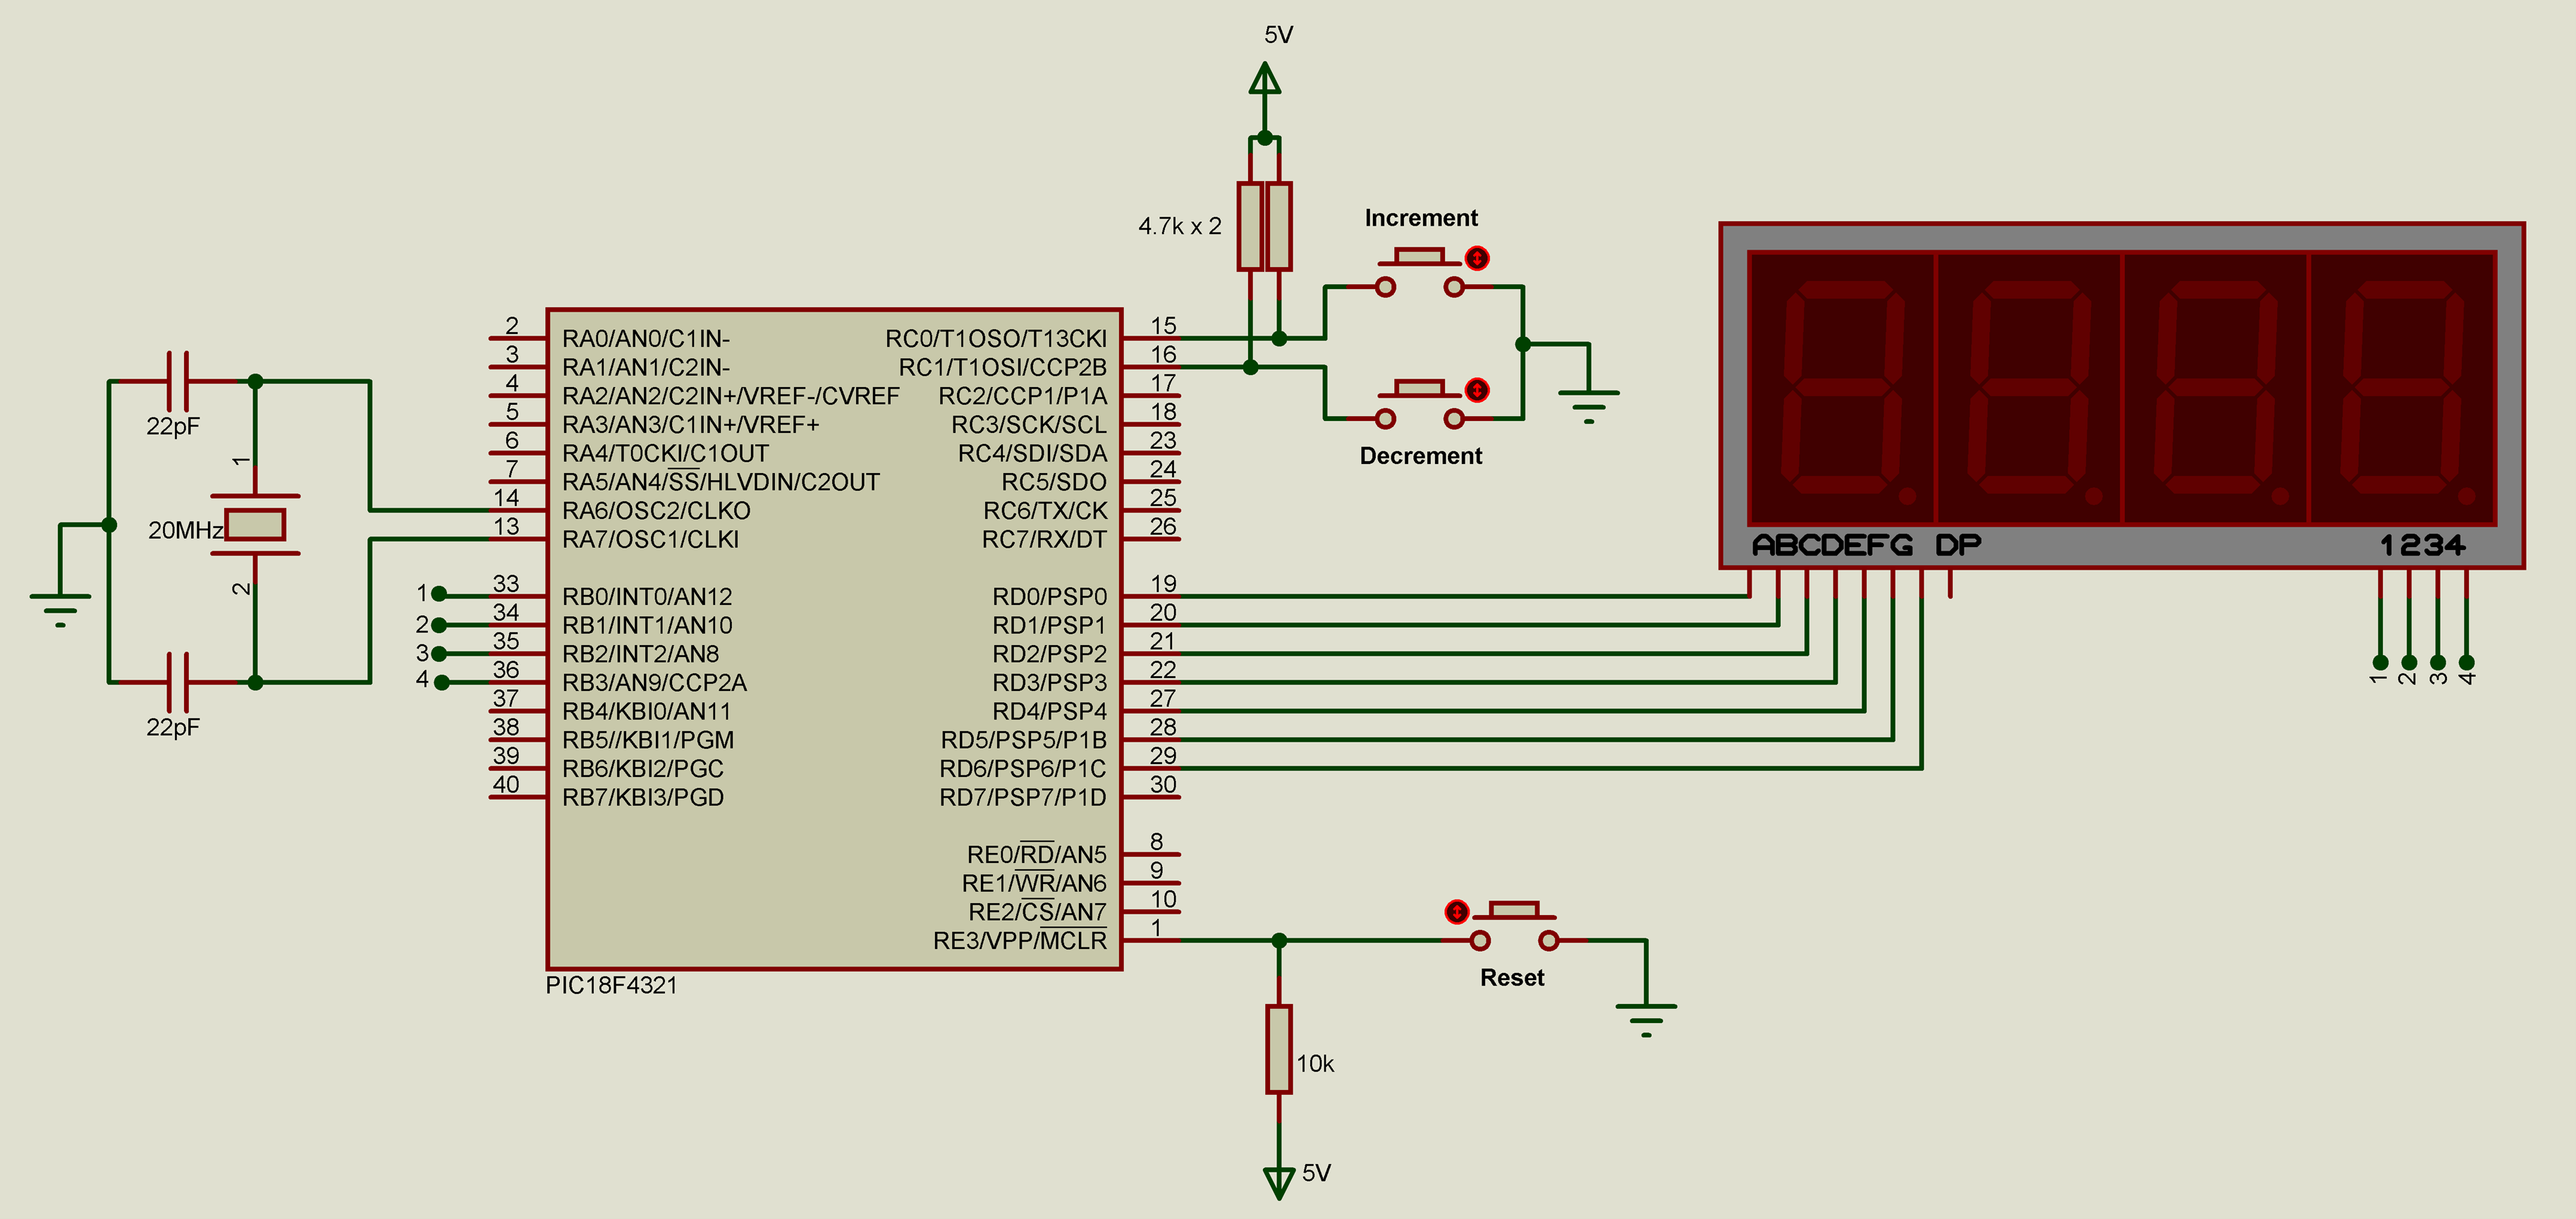 5V
4.7k x 2
Increment
Decrement
22pF
1
20MHz
2
22pF
2 RA0/AN0/C1IN-
3 RA1/AN1/C2IN-
4 RA2/AN2/C2IN+/VREF-/CVREF
5 RA3/AN3/C1IN+/VREF+
6 RA4/T0CKI/C1OUT
7 RA5/AN4/SS/HLVDIN/C2OUT
14 RA6/OSC2/CLKO
13 RA7/OSC1/CLKI
1 33 RB0/INT0/AN12
2 34 RB1/INT1/AN10
3 35 RB2/INT2/AN8
4 36 RB3/AN9/CCP2A
37 RB4/KBI0/AN11
38 RB5//KBI1/PGM
39 RB6/KBI2/PGC
40 RB7/KBI3/PGD
RC0/T1OSO/T13CKI 15
RC1/T1OSI/CCP2B 16
RC2/CCP1/P1A 17
RC3/SCK/SCL 18
RC4/SDI/SDA 23
RC5/SDO 24
RC6/TX/CK 25
RC7/RX/DT 26
RD0/PSP0 19
RD1/PSP1 20
RD2/PSP2 21
RD3/PSP3 22
RD4/PSP4 27
RD5/PSP5/P1B 28
RD6/PSP6/P1C 29
RD7/PSP7/P1D 30
RE0/RD/AN5 8
RE1/WR/AN6 9
RE2/CS/AN7 10
RE3/VPP/MCLR 1
PIC18F4321
ABCDEFG DP 1234
1 2 3 4
Reset
10k
5V